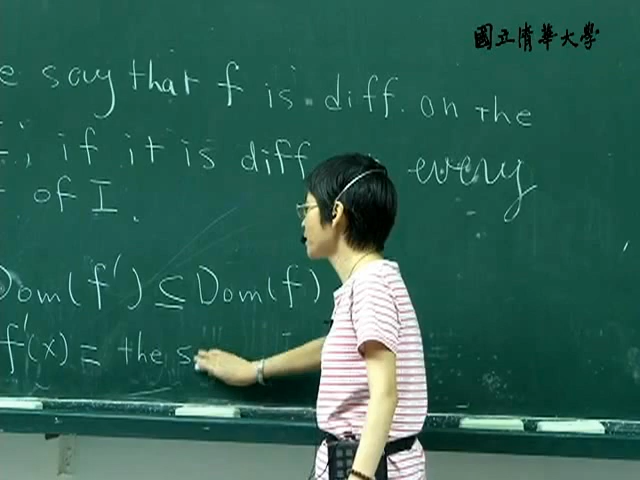 國立清華大學
e say that f is diff. on the
I, if it is diff every
of I.
Dom(f') ⊆ Dom(f)
f'(x) = the s